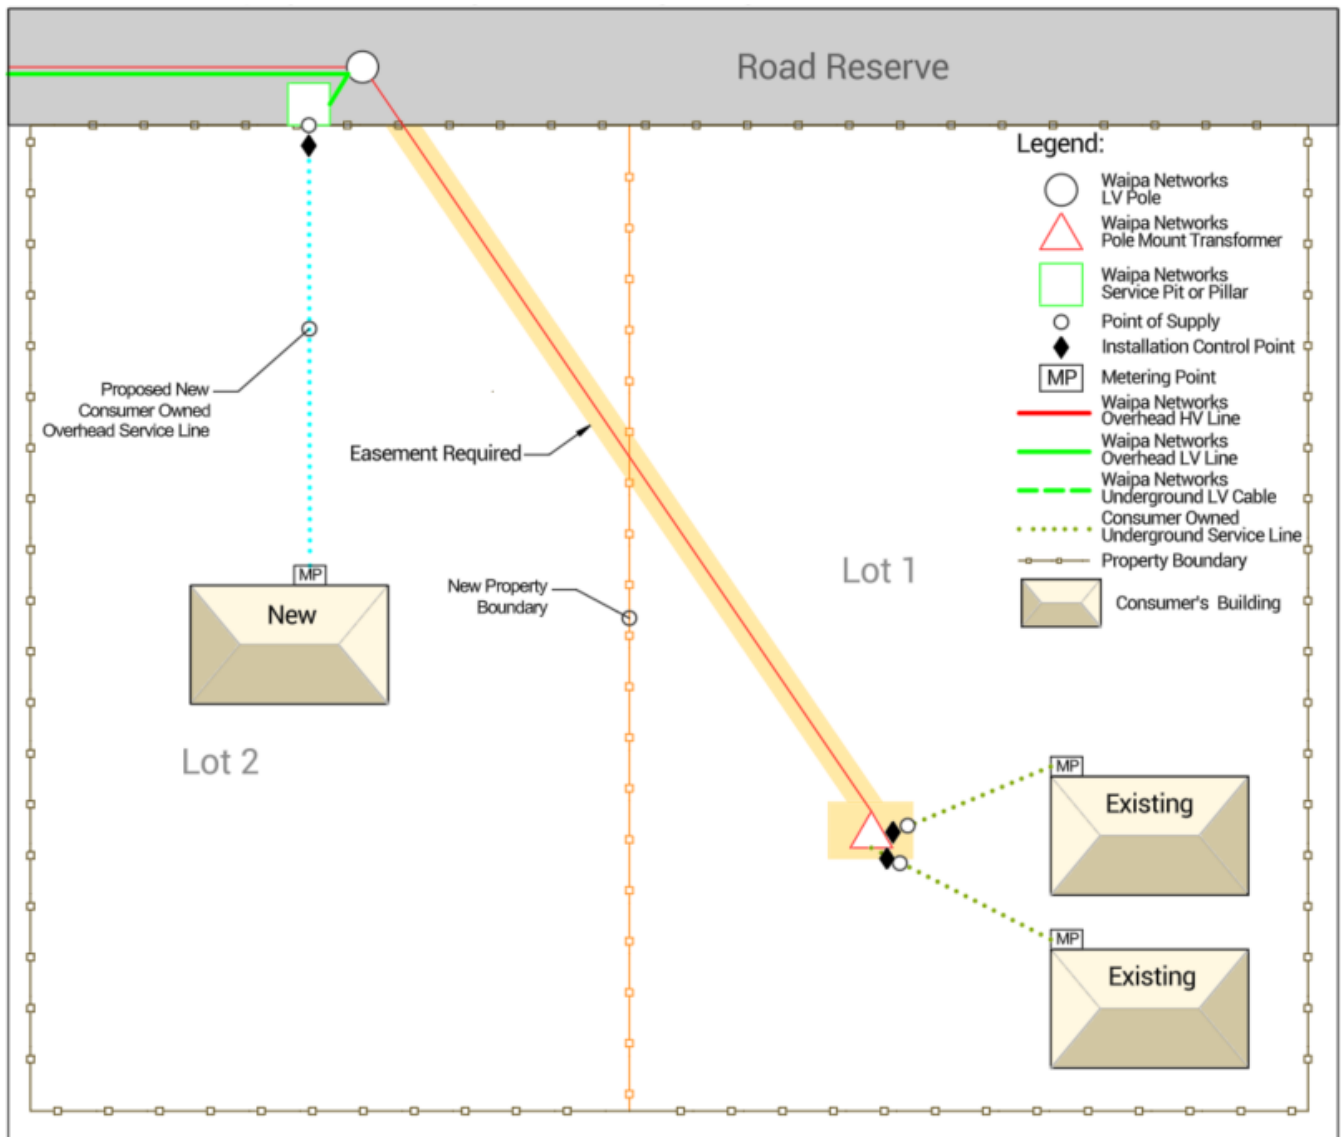 Road Reserve
Legend:
Waipa Networks
LV Pole
Waipa Networks
Pole Mount Transformer
Waipa Networks
Service Pit or Pillar
Point of Supply
Installation Control Point
MP Metering Point
Waipa Networks
Overhead HV Line
Waipa Networks
Overhead LV Line
Waipa Networks
Underground LV Cable
Consumer Owned
Underground Service Line
Property Boundary
Consumer's Building
Proposed New
Consumer Owned
Overhead Service Line
Easement Required
New Property
Boundary
Lot 1
MP
New
Lot 2
MP
Existing
MP
Existing